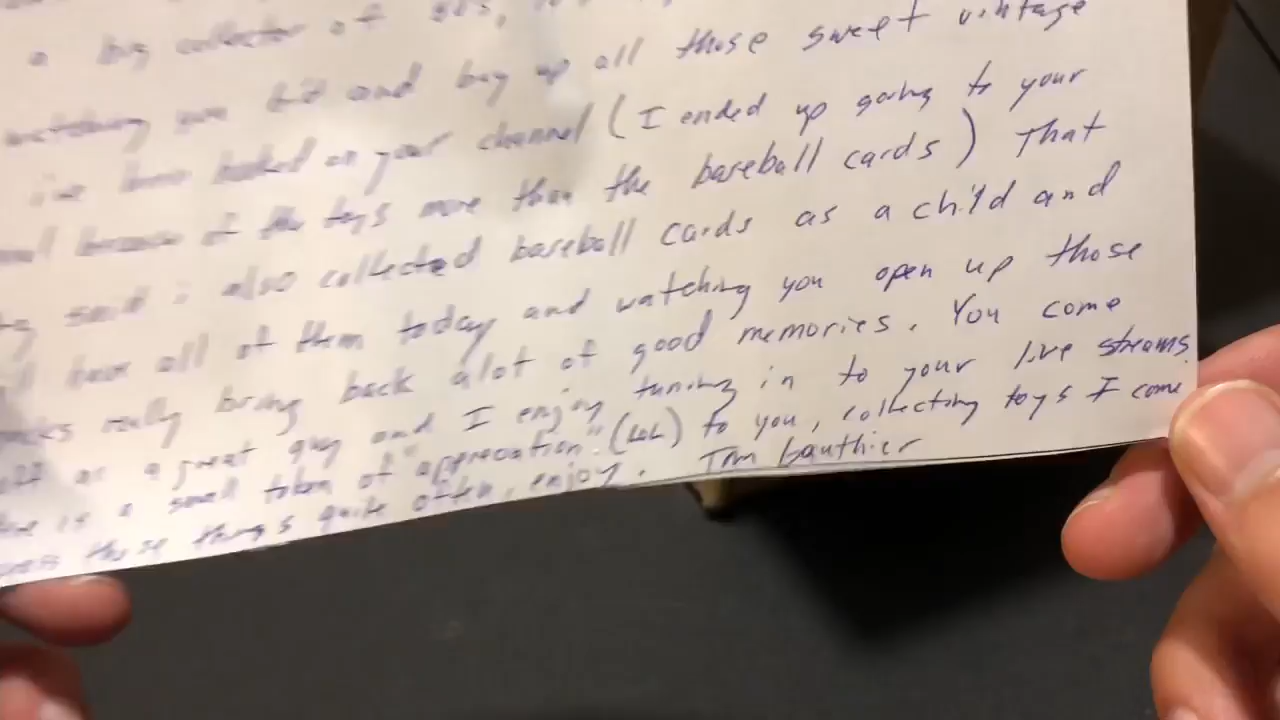 a big collector of 80s,
watching you bid and buy up all those sweet vintage
i've been hooked on your channel (I ended up going to your
because of the toys more than the baseball cards) That
said i also collected baseball cards as a child and
have all of them today and watching you open up those
really bring back alot of good memories. You come
off as a great guy and I enjoy tuning in to your live streams.
is a small token of "apprecation." (LOL) to you, collecting toys I come
these things quite often, enjoy. Tim Gauthier